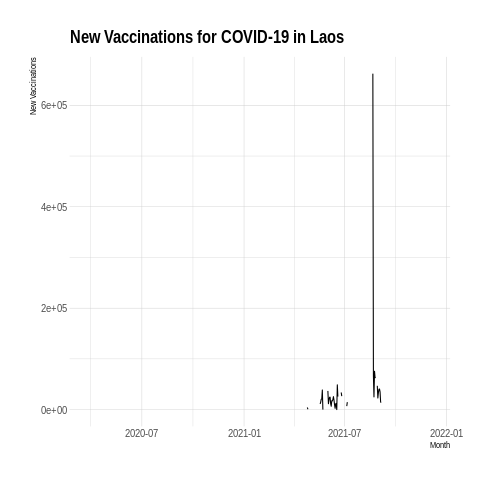 New Vaccinations for COVID-19 in Laos
New Vaccinations
6e+05
4e+05
2e+05
0e+00
2020-07
2021-01
2021-07
2022-01
Month